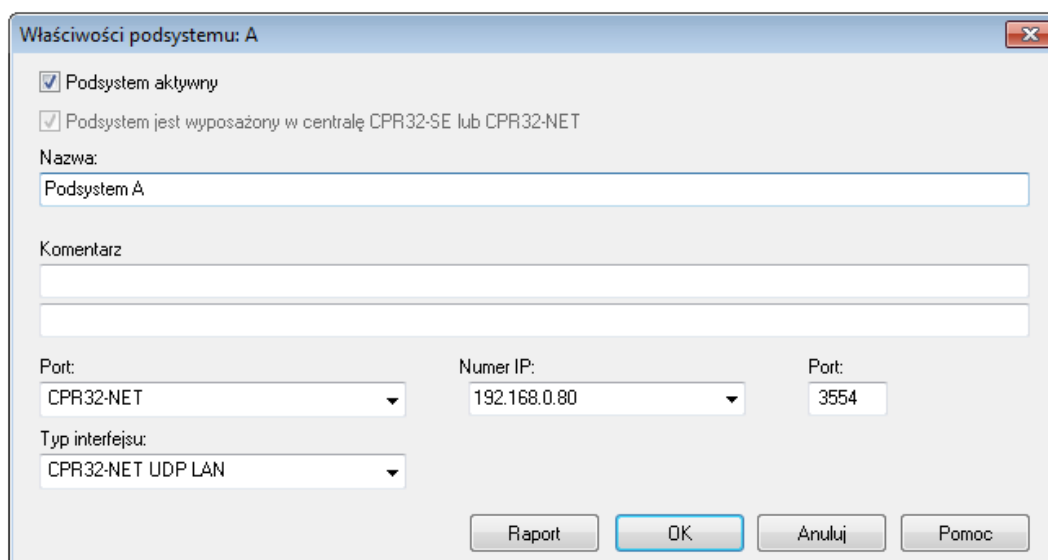 Właściwości podsystemu: A
Podsystem aktywny
Podsystem jest wyposażony w centralę CPR32-SE lub CPR32-NET
Nazwa:
Podsystem A
Komentarz
Port: Numer IP: Port:
CPR32-NET 192.168.0.80 3554
Typ interfejsu:
CPR32-NET UDP LAN
Raport OK Anuluj Pomoc